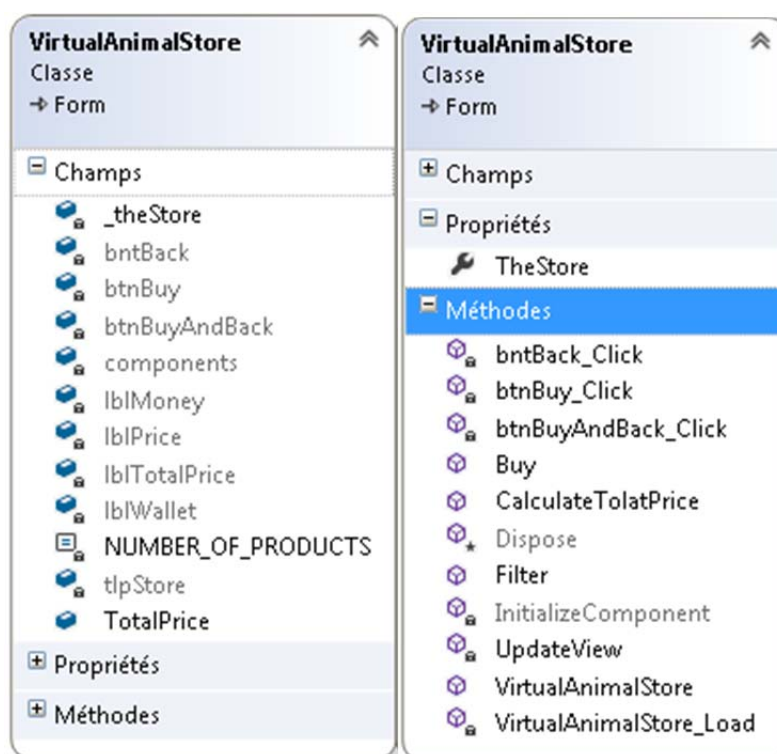 VirtualAnimalStore
Classe
Form
Champs
_theStore
bntBack
btnBuy
btnBuyAndBack
components
lblMoney
lblPrice
lblTotalPrice
lblWallet
NUMBER_OF_PRODUCTS
tlpStore
TotalPrice
Propriétés
Méthodes
VirtualAnimalStore
Classe
Form
Champs
Propriétés
TheStore
Méthodes
bntBack_Click
btnBuy_Click
btnBuyAndBack_Click
Buy
CalculateTolatPrice
Dispose
Filter
InitializeComponent
UpdateView
VirtualAnimalStore
VirtualAnimalStore_Load